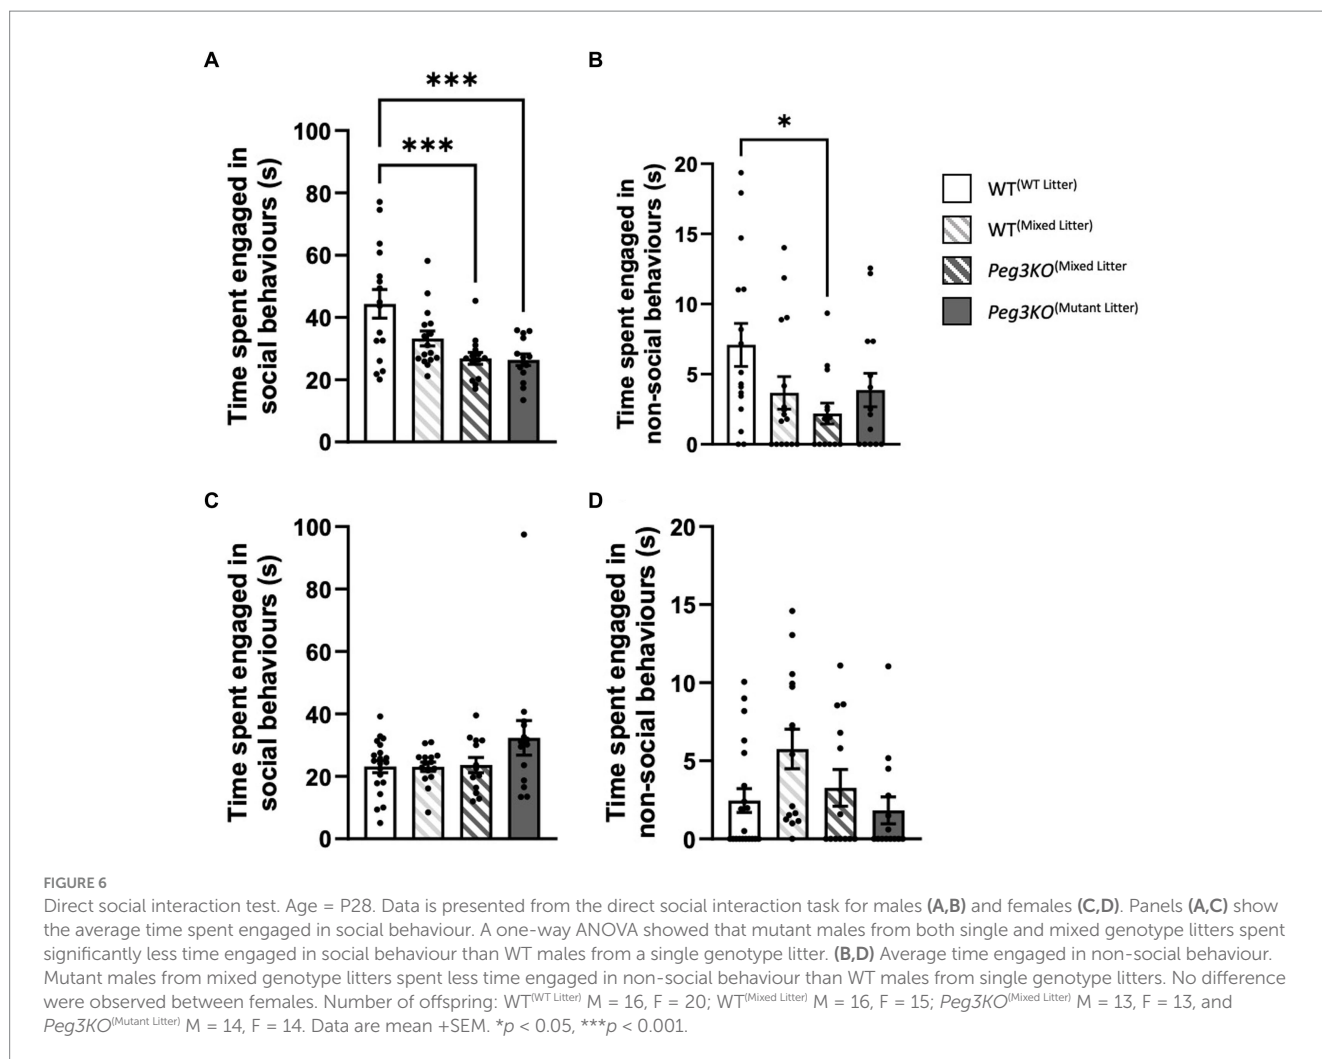 A
B
***
***
*
Time spent engaged in
social behaviours (s)
100
80
60
40
20
0
Time spent engaged in
non-social behaviours (s)
20
15
10
5
0
WT(WT Litter)
WT(Mixed Litter)
Peg3KO(Mixed Litter
Peg3KO(Mutant Litter)
C
D
Time spent engaged in
social behaviours (s)
100
80
60
40
20
0
Time spent engaged in
non-social behaviours (s)
20
15
10
5
0
FIGURE 6
Direct social interaction test. Age = P28. Data is presented from the direct social interaction task for males (A,B) and females (C,D). Panels (A,C) show
the average time spent engaged in social behaviour. A one-way ANOVA showed that mutant males from both single and mixed genotype litters spent
significantly less time engaged in social behaviour than WT males from a single genotype litter. (B,D) Average time engaged in non-social behaviour.
Mutant males from mixed genotype litters spent less time engaged in non-social behaviour than WT males from single genotype litters. No difference
were observed between females. Number of offspring: WT(WT Litter) M = 16, F = 20; WT(Mixed Litter) M = 16, F = 15; Peg3KO(Mixed Litter) M = 13, F = 13, and
Peg3KO(Mutant Litter) M = 14, F = 14. Data are mean +SEM. *p < 0.05, ***p < 0.001.